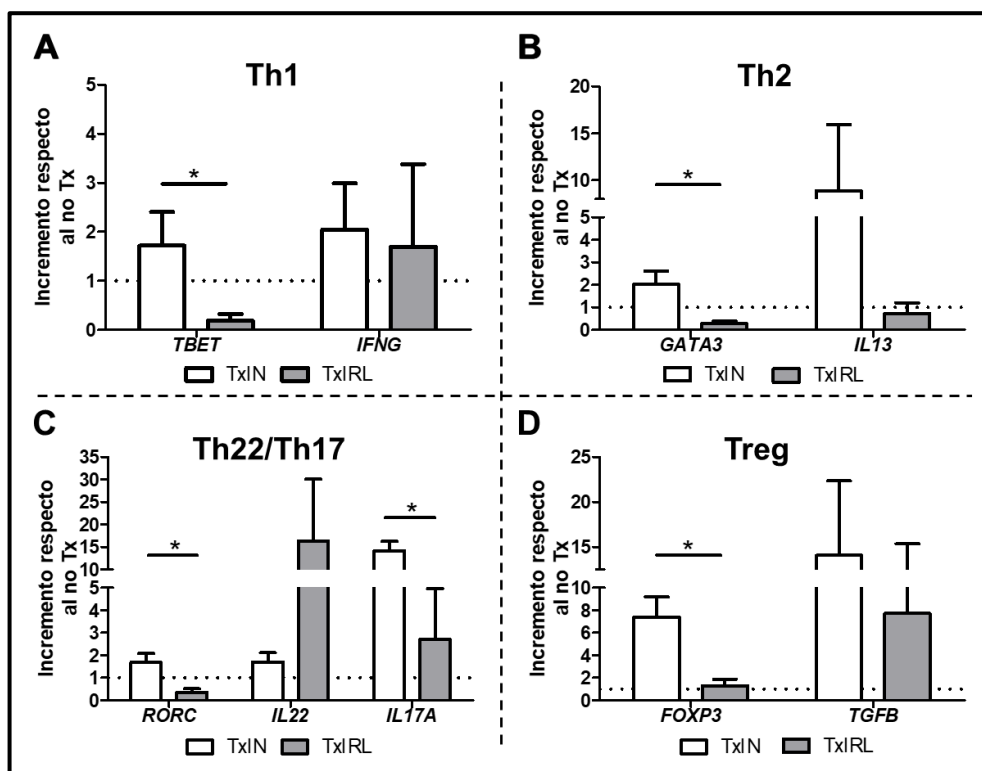 A
Th1
Incremento respecto
al no Tx
5
4
3
2
1
0
*
TBET
IFNG
TxIN
TxIRL
B
Th2
Incremento respecto
al no Tx
20
15
10
5
4
3
2
1
0
*
GATA3
IL13
TxIN
TxIRL
C
Th22/Th17
Incremento respecto
al no Tx
35
30
25
20
15
10
5
4
3
2
1
0
*
*
RORC
IL22
IL17A
TxIN
TxIRL
D
Treg
Incremento respecto
al no Tx
25
20
15
10
8
6
4
2
0
*
FOXP3
TGFB
TxIN
TxIRL